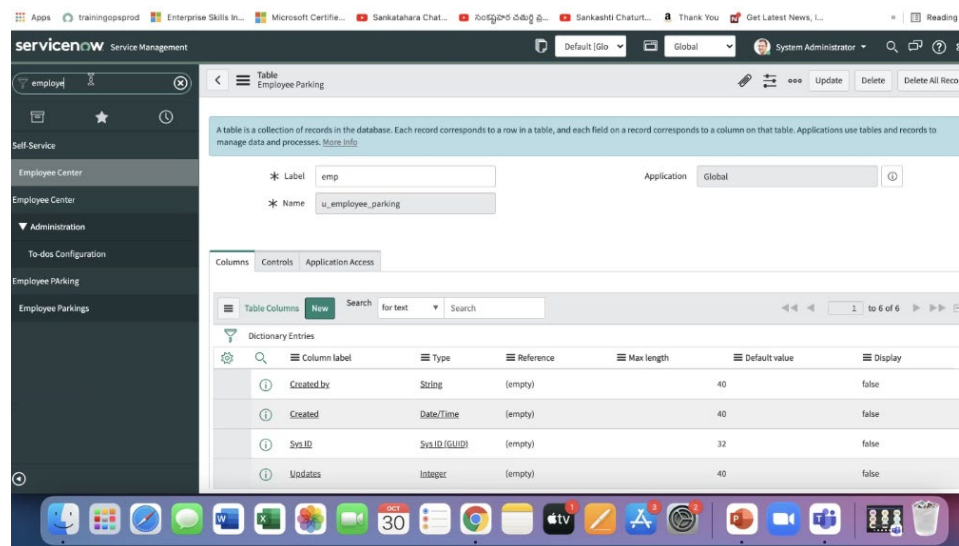 Apps trainingopsprod Enterprise Skills In... Microsoft Certifie... Sankatahara Chat... Sankashti Chaturt... Thank You Get Latest News, I... » Reading
servicenow Service Management Default [Glo Global System Administrator
employe
Table
Employee Parking
Update Delete Delete All Reco
Self-Service
Employee Center
Employee Center
Administration
To-dos Configuration
Employee PArking
Employee Parkings
A table is a collection of records in the database. Each record corresponds to a row in a table, and each field on a record corresponds to a column on that table. Applications use tables and records to
manage data and processes. More Info
Label emp Application Global
Name u_employee_parking
Columns Controls Application Access
Table Columns New Search for text Search 1 to 6 of 6
Dictionary Entries
Column label Type Reference Max length Default value Display
Created by String (empty) 40 false
Created Date/Time (empty) 40 false
Sys ID Sys ID (GUID) (empty) 32 false
Updates Integer (empty) 40 false
OCT
30
tv
1
3
2